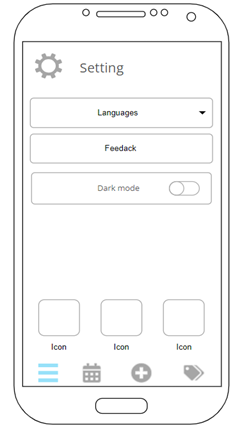 Setting
Languages
Feedack
Dark mode
Icon Icon Icon